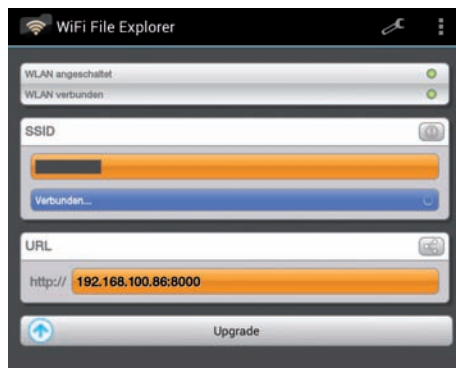 WiFi File Explorer
WLAN angeschaltet
WLAN verbunden
SSID
Verbunden...
URL
http:// 192.168.100.86:8000
Upgrade